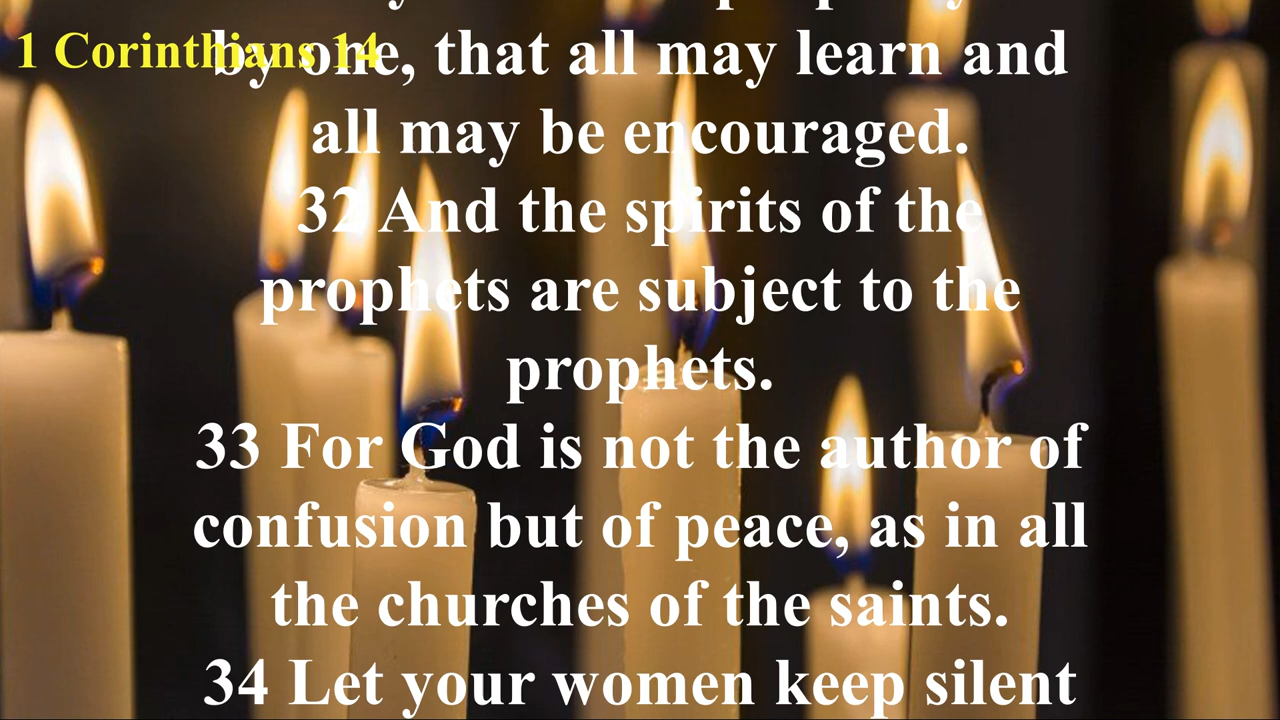 1 Corinthians 14
by one, that all may learn and
all may be encouraged.
32 And the spirits of the
prophets are subject to the
prophets.
33 For God is not the author of
confusion but of peace, as in all
the churches of the saints.
34 Let your women keep silent